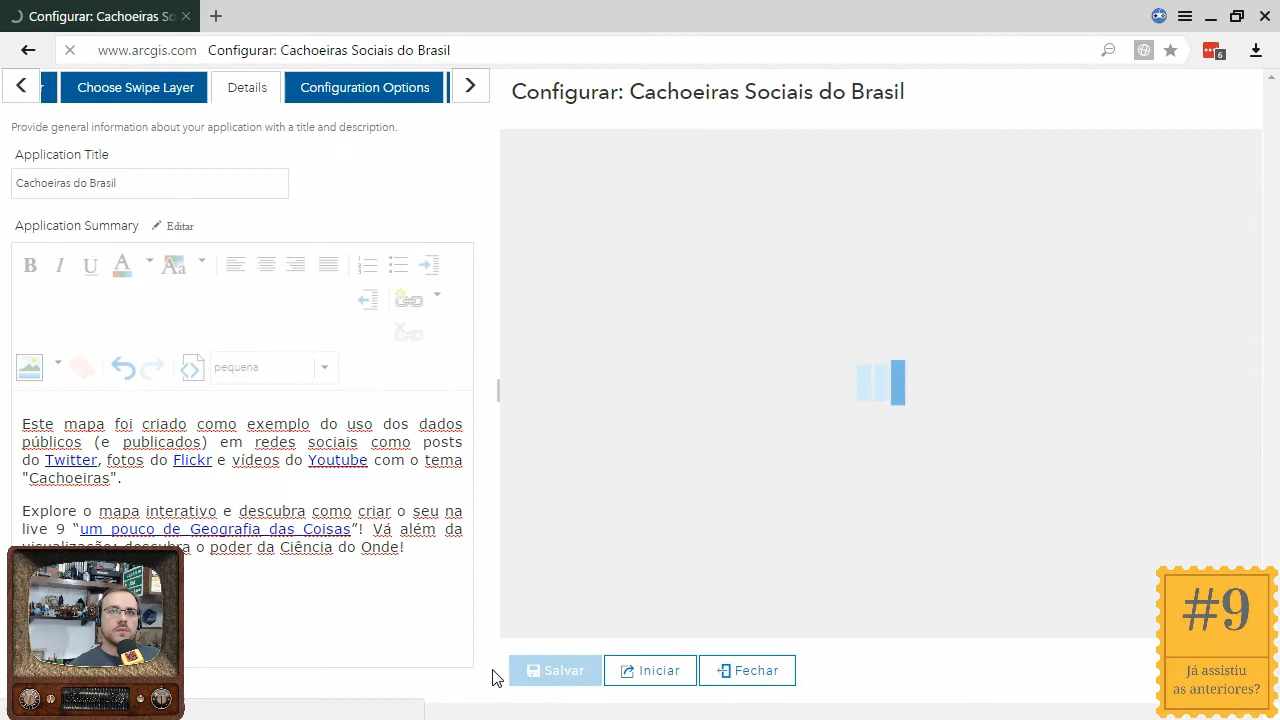 Configurar: Cachoeiras So
www.arcgis.com Configurar: Cachoeiras Sociais do Brasil
6
Choose Swipe Layer
Details
Configuration Options
Configurar: Cachoeiras Sociais do Brasil
Provide general information about your application with a title and description.
Application Title
Cachoeiras do Brasil
Application Summary
Editar
B I U A Aa
pequena
Este mapa foi criado como exemplo do uso dos dados
públicos (e publicados) em redes sociais como posts
do Twitter, fotos do Flickr e vídeos do Youtube com o tema
"Cachoeiras".
Explore o mapa interativo e descubra como criar o seu na
live 9 “um pouco de Geografia das Coisas”! Vá além da
visualização: descubra o poder da Ciência do Onde!
Salvar
Iniciar
Fechar
#9
Já assistiu
as anteriores?